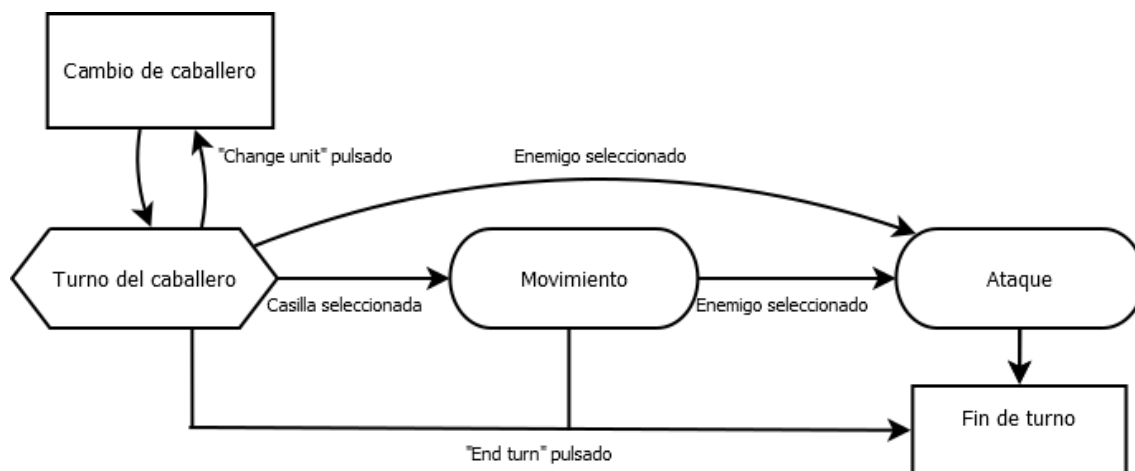 Cambio de caballero
"Change unit" pulsado
Enemigo seleccionado
Turno del caballero
Movimiento
Ataque
Casilla seleccionada
Enemigo seleccionado
Fin de turno
"End turn" pulsado